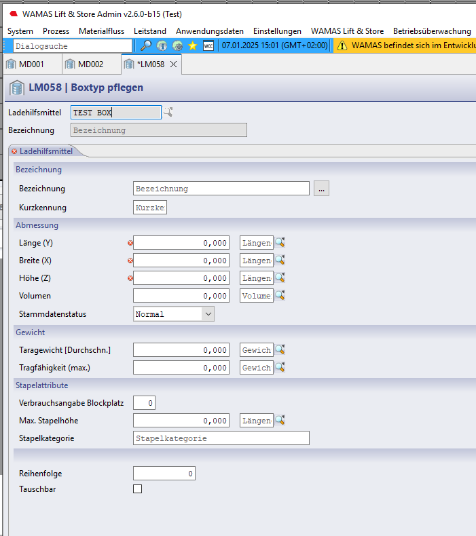 WAMAS Lift & Store Admin v2.6.0-b15 (Test)
System Prozess Materialfluss Leitstand Anwendungsdaten Einstellungen WAMAS Lift & Store Betriebsüberwachung
Dialogsuche 07.01.2025 15:01 (GMT+02:00) WAMAS befindet sich im Entwicklu
MD001 MD002 *LM058
LM058 | Boxtyp pflegen
Ladehilfsmittel TEST BOX
Bezeichnung Bezeichnung
Ladehilfsmittel
Bezeichnung
Bezeichnung Bezeichnung ...
Kurzkennung Kurzke
Abmessung
Länge (Y) 0,000 Längen
Breite (X) 0,000 Längen
Höhe (Z) 0,000 Längen
Volumen 0,000 Volume
Stammdatenstatus Normal
Gewicht
Taragewicht [Durchschn.] 0,000 Gewich
Tragfähigkeit (max.) 0,000 Gewich
Stapelattribute
Verbrauchsangabe Blockplatz 0
Max. Stapelhöhe 0,000 Längen
Stapelkategorie Stapelkategorie
Reihenfolge 0
Tauschbar